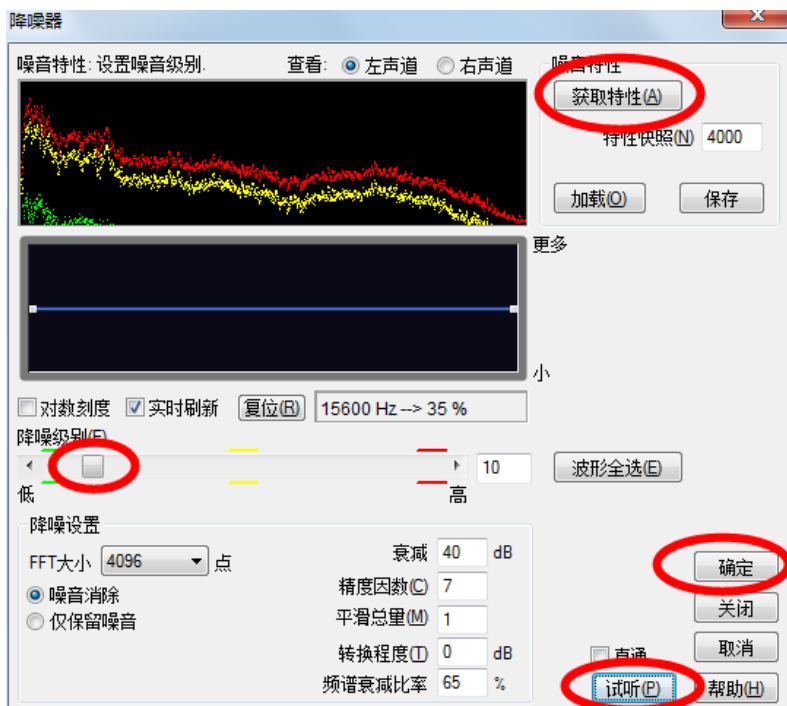 降噪器
噪音特性: 设置噪音级别.
查看: 左声道 右声道
噪音特性
获取特性(A)
特性快照(N) 4000
加载(O) 保存
更多
小
对数刻度 实时刷新 复位(R) 15600 Hz --> 35 %
降噪级别(F)
10 波形全选(E)
低 高
降噪设置
FFT大小 4096 点
噪音消除
仅保留噪音
衰减 40 dB
精度因数(C) 7
平滑总量(M) 1
转换程度(T) 0 dB
频谱衰减比率 65 %
确定
关闭
直通 取消
试听(P) 帮助(H)